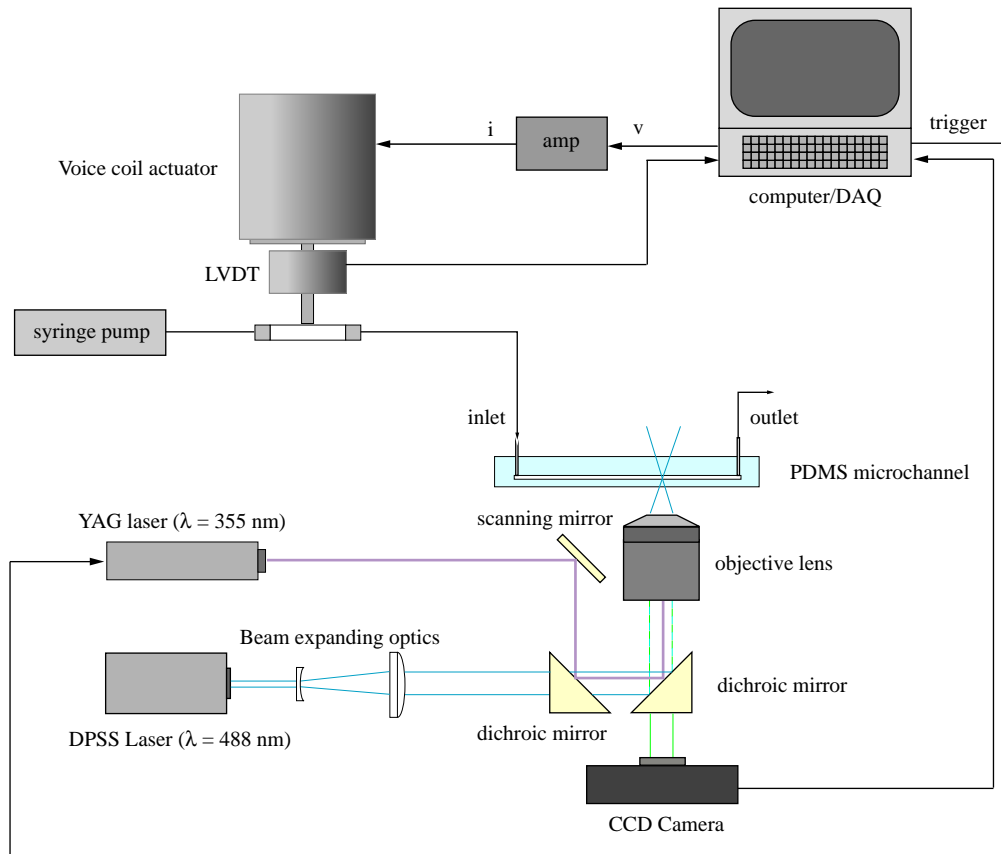 trigger
i
v
amp
Voice coil actuator
computer/DAQ
LVDT
syringe pump
inlet
outlet
PDMS microchannel
scanning mirror
YAG laser (λ = 355 nm)
objective lens
Beam expanding optics
dichroic mirror
dichroic mirror
DPSS Laser (λ = 488 nm)
CCD Camera